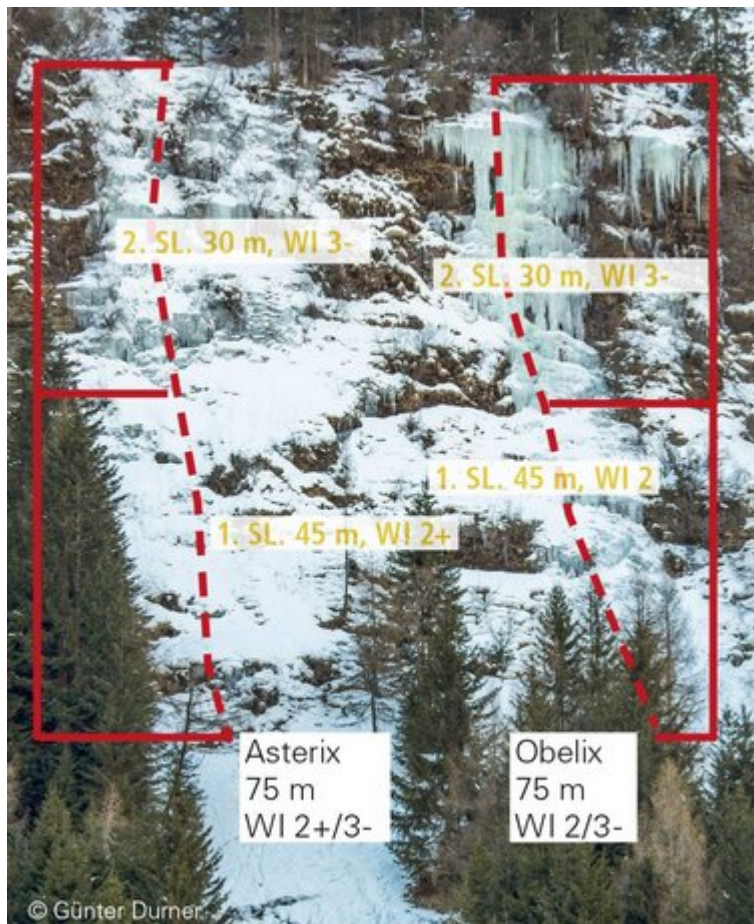 2. SL. 30 m, WI 3-
2. SL. 30 m, WI 3-
1. SL. 45 m, WI 2
1. SL. 45 m, WI 2+
Asterix
75 m
WI 2+/3-
Obelix
75 m
WI 2/3-
© Günter Durner